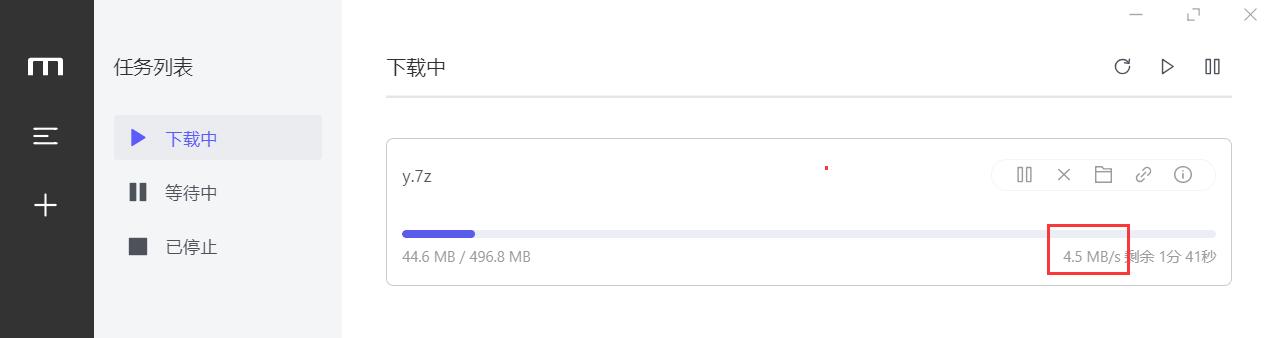 任务列表
下载中
等待中
已停止
下载中
y.7z
44.6 MB / 496.8 MB
4.5 MB/s 剩余 1分 41秒